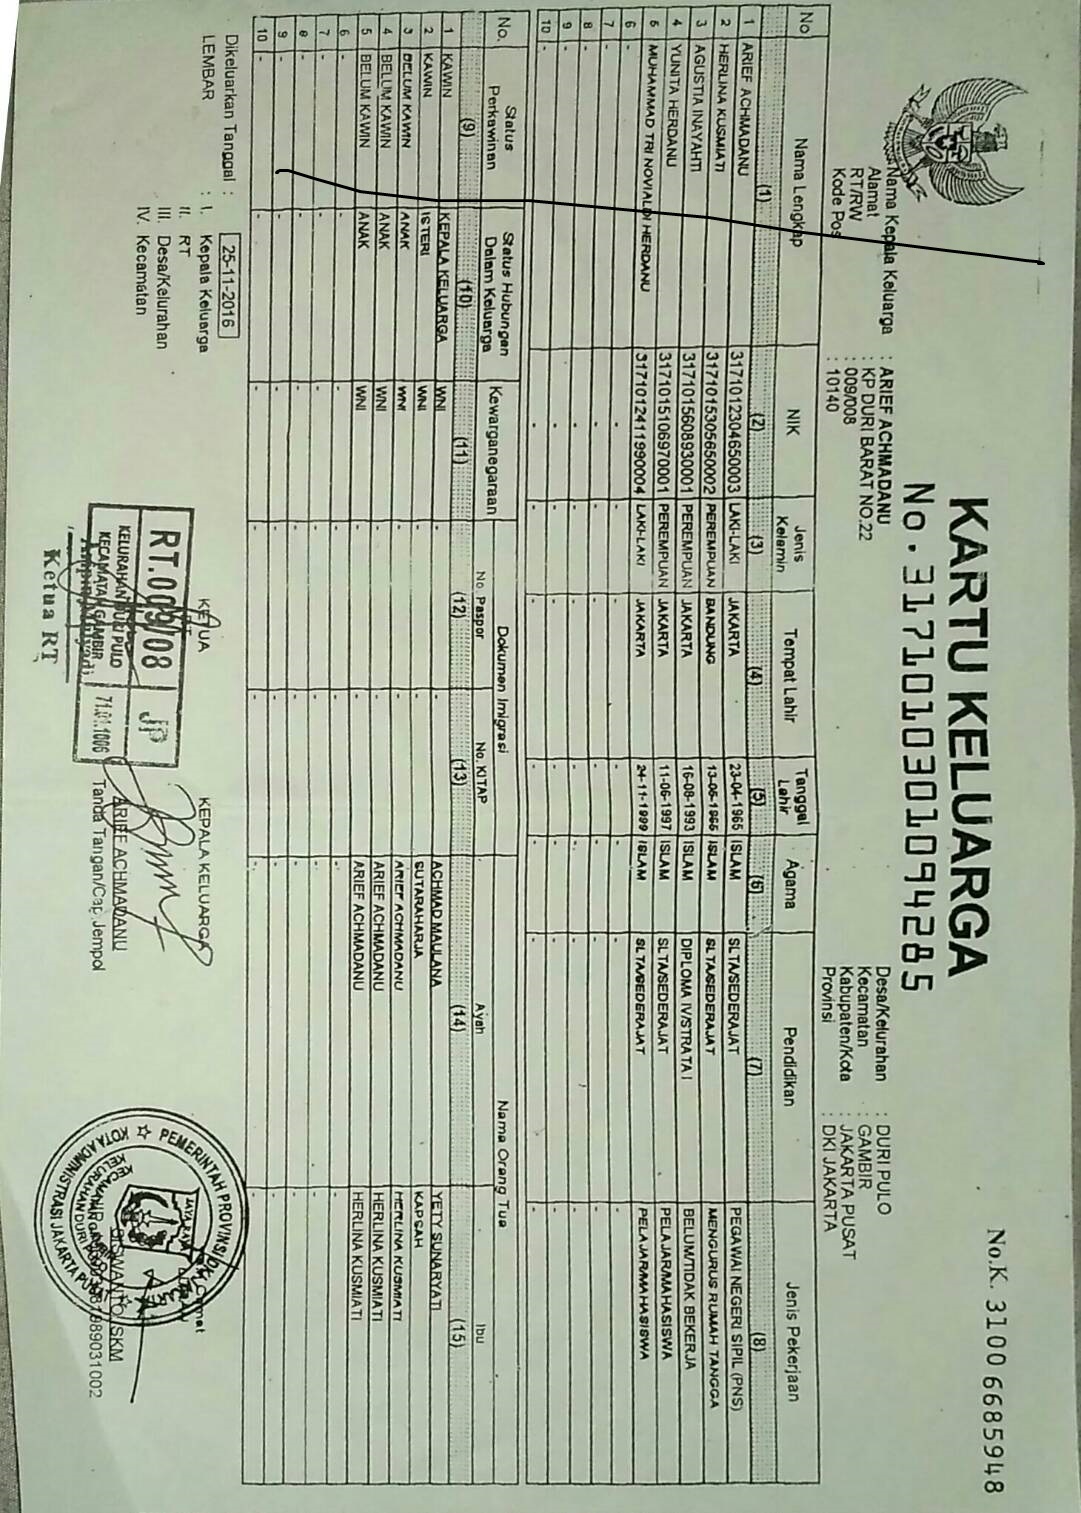 KARTU KELUARGA
No. 3171010301094285
No.K. 3100 6685948
Nama Kepala Keluarga : ARIEF ACHMADANU
Alamat : KP DURI BARAT NO.22
RT/RW : 009/008
Kode Pos : 10140
Desa/Kelurahan : DURI PULO
Kecamatan : GAMBIR
Kabupaten/Kota : JAKARTA PUSAT
Provinsi : DKI JAKARTA
No Nama Lengkap NIK Jenis Kelamin Tempat Lahir Tanggal Lahir Agama Pendidikan Jenis Pekerjaan
(1) (2) (3) (4) (5) (6) (7) (8)
1 ARIEF ACHMADANU 3171012304650003 LAKI-LAKI JAKARTA 23-04-1965 ISLAM SLTA/SEDERAJAT PEGAWAI NEGERI SIPIL (PNS)
2 HERLINA KUSMIATI 3171015305650002 PEREMPUAN BANDUNG 13-05-1965 ISLAM SLTA/SEDERAJAT MENGURUS RUMAH TANGGA
3 AGUSTIA INAYAHTI 3171015608930001 PEREMPUAN JAKARTA 16-08-1993 ISLAM DIPLOMA IV/STRATA I BELUM/TIDAK BEKERJA
4 YUNITA HERDANU 3171015106970001 PEREMPUAN JAKARTA 11-06-1997 ISLAM SLTA/SEDERAJAT PELAJAR/MAHASISWA
5 MUHAMMAD TRI NOVIALDI HERDANU 3171012411990004 LAKI-LAKI JAKARTA 24-11-1999 ISLAM SLTA/SEDERAJAT PELAJAR/MAHASISWA
6 - - - - - - - -
7 - - - - - - - -
8 - - - - - - - -
9 - - - - - - - -
10 - - - - - - - -
No. Status Perkawinan Status Hubungan Dalam Keluarga Kewarganegaraan Dokumen Imigrasi Nama Orang Tua
No. Paspor No. KITAP Ayah Ibu
(9) (10) (11) (12) (13) (14) (15)
1 KAWIN KEPALA KELUARGA WNI - - ACHMAD MAULANA YETY SUNARYATI
2 KAWIN ISTERI WNI - - SUTARAHARJA KARSAH
3 BELUM KAWIN ANAK WNI - - ARIEF ACHMADANU HERLINA KUSMIATI
4 BELUM KAWIN ANAK WNI - - ARIEF ACHMADANU HERLINA KUSMIATI
5 BELUM KAWIN ANAK WNI - - ARIEF ACHMADANU HERLINA KUSMIATI
6 - - - - - - -
7 - - - - - - -
8 - - - - - - -
9 - - - - - - -
10 - - - - - - -
Dikeluarkan Tanggal : 25-11-2016
LEMBAR : I. Kepala Keluarga
II. RT
III. Desa/Kelurahan
IV. Kecamatan
KETUA
RT
RT.009/08 JP
KELURAHAN DURI PULO
KECAMATAN GAMBIR
71.01.1006
Ketua RT
KEPALA KELUARGA
ARIEF ACHMADANU
Tanda Tangan/Cap Jempol
PEMERINTAH PROVINSI DKI JAKARTA
KOTA ADMINISTRASI JAKARTA PUSAT
KECAMATAN GAMBIR
KELURAHAN DURI PULO
JAYA RAYA